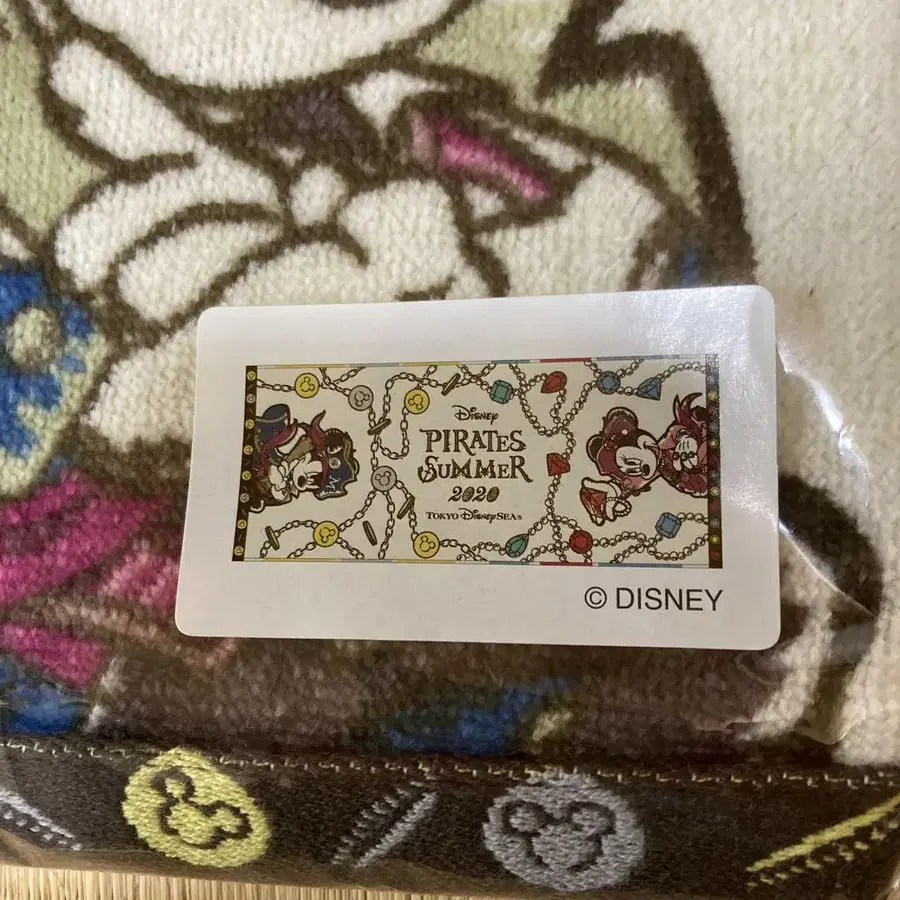 Disney
PIRATES
SUMMER
2020
TOKYO DISNEYSEA®
© DISNEY